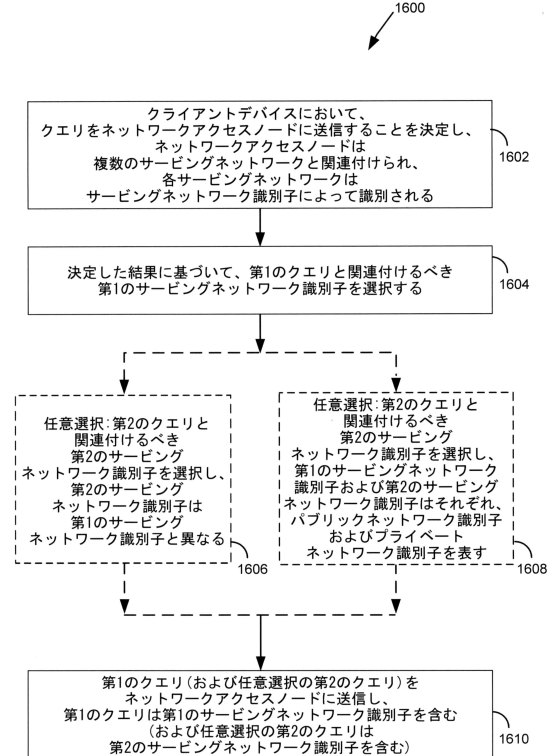 1600
クライアントデバイスにおいて、
クエリをネットワークアクセスノードに送信することを決定し、
ネットワークアクセスノードは
複数のサービングネットワークと関連付けられ、
各サービングネットワークは
サービングネットワーク識別子によって識別される
1602
決定した結果に基づいて、第1のクエリと関連付けるべき
第1のサービングネットワーク識別子を選択する
1604
任意選択:第2のクエリと
関連付けるべき
第2のサービング
ネットワーク識別子を選択し、
第2のサービング
ネットワーク識別子は
第1のサービング
ネットワーク識別子と異なる
1606
任意選択:第2のクエリと
関連付けるべき
第2のサービング
ネットワーク識別子を選択し、
第1のサービングネットワーク
識別子および第2のサービング
ネットワーク識別子はそれぞれ、
パブリックネットワーク識別子
およびプライベート
ネットワーク識別子を表す
1608
第1のクエリ(および任意選択の第2のクエリ)を
ネットワークアクセスノードに送信し、
第1のクエリは第1のサービングネットワーク識別子を含む
(および任意選択の第2のクエリは
第2のサービングネットワーク識別子を含む)
1610